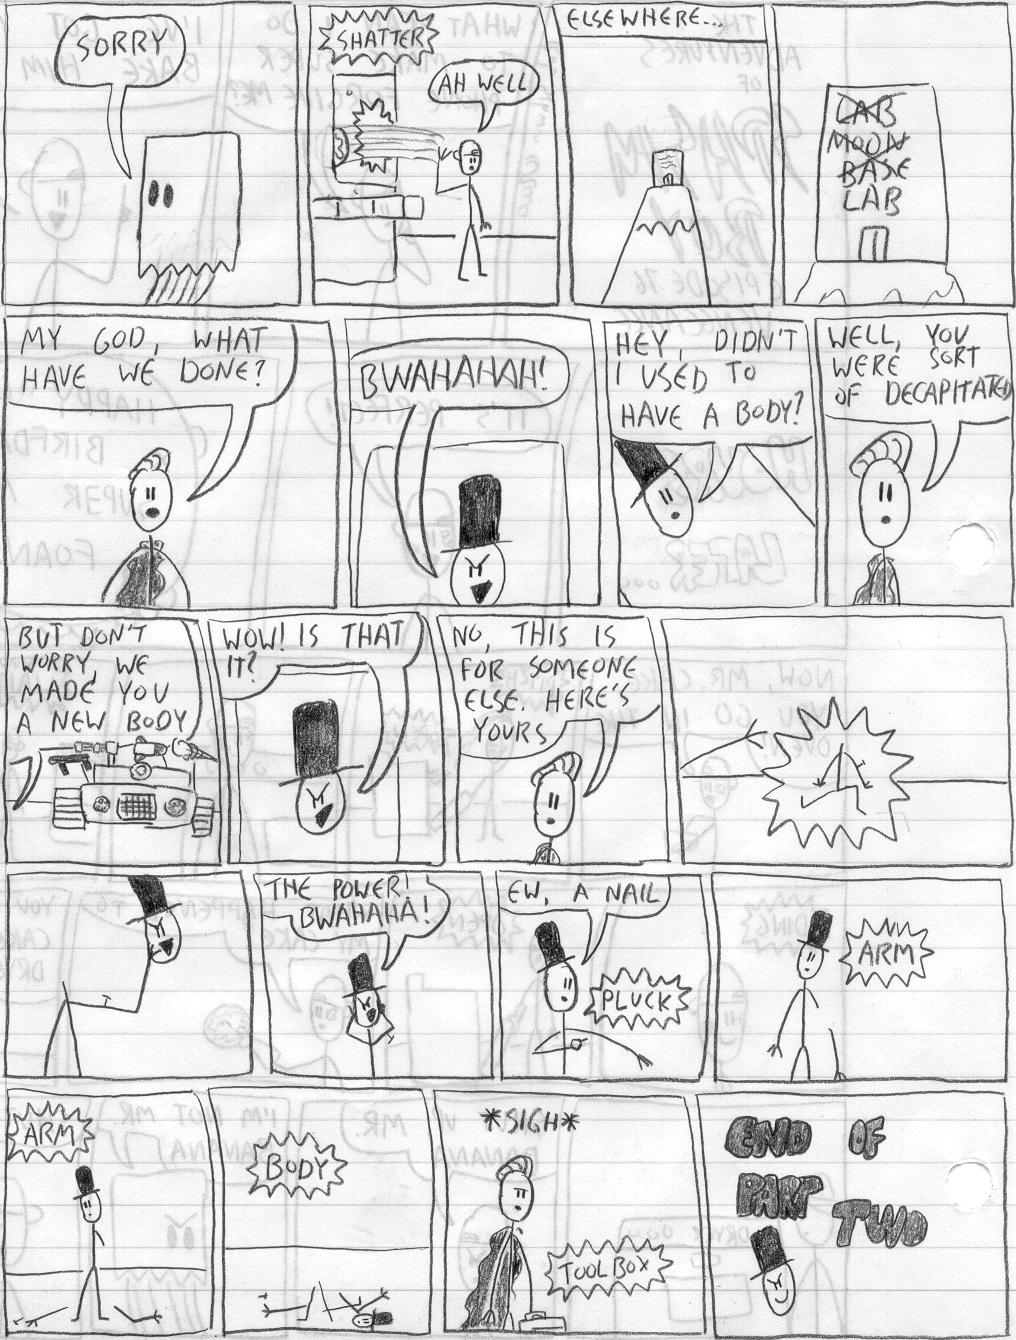 SORRY
SHATTER
AH WELL
ELSEWHERE...
LAB
MOON
BASE
LAB
MY GOD, WHAT
HAVE WE DONE?
BWAHAHAH!
HEY, DIDN'T
I USED TO
HAVE A BODY?
WELL, YOU
WERE SORT
OF DECAPITATED
BUT DON'T
WORRY, WE
MADE YOU
A NEW BODY
WOW! IS THAT
IT?
NO, THIS IS
FOR SOMEONE
ELSE. HERE'S
YOURS
THE POWER!
BWAHAHA!
EW, A NAIL
PLUCK
ARM
ARM
BODY
*SIGH*
TOOLBOX
END OF
PART TWO